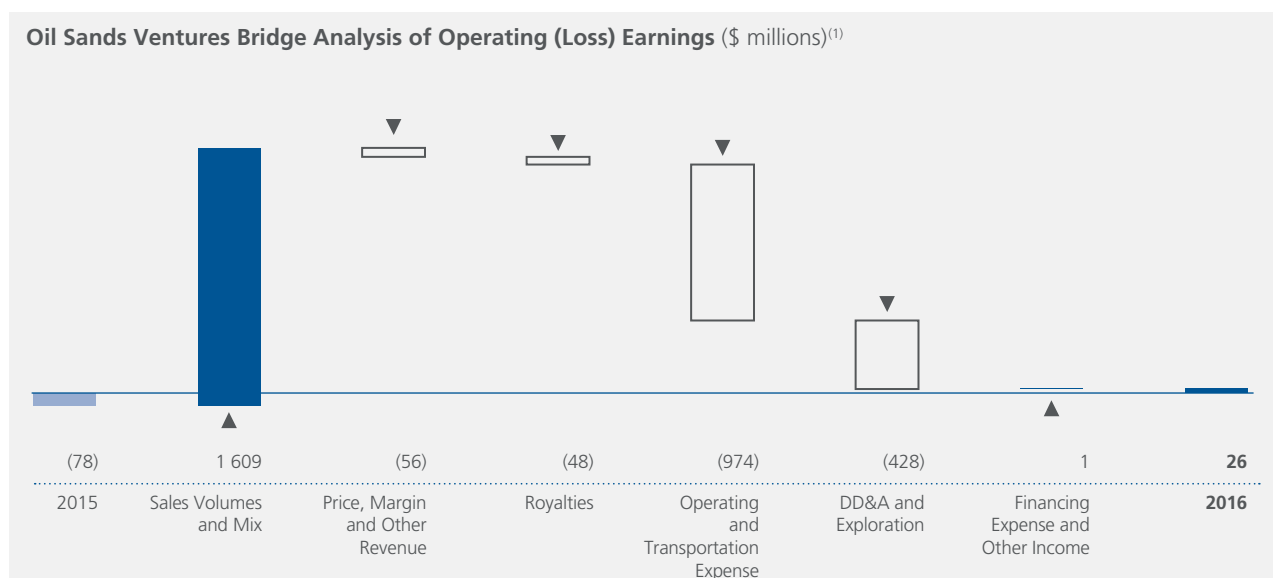 Oil Sands Ventures Bridge Analysis of Operating (Loss) Earnings ($ millions)(1)
(78) 1 609 (56) (48) (974) (428) 1 26
2015 Sales Volumes Price, Margin Royalties Operating DD&A and Financing 2016
and Mix and Other and Exploration Expense and
Revenue Transportation Other Income
Expense